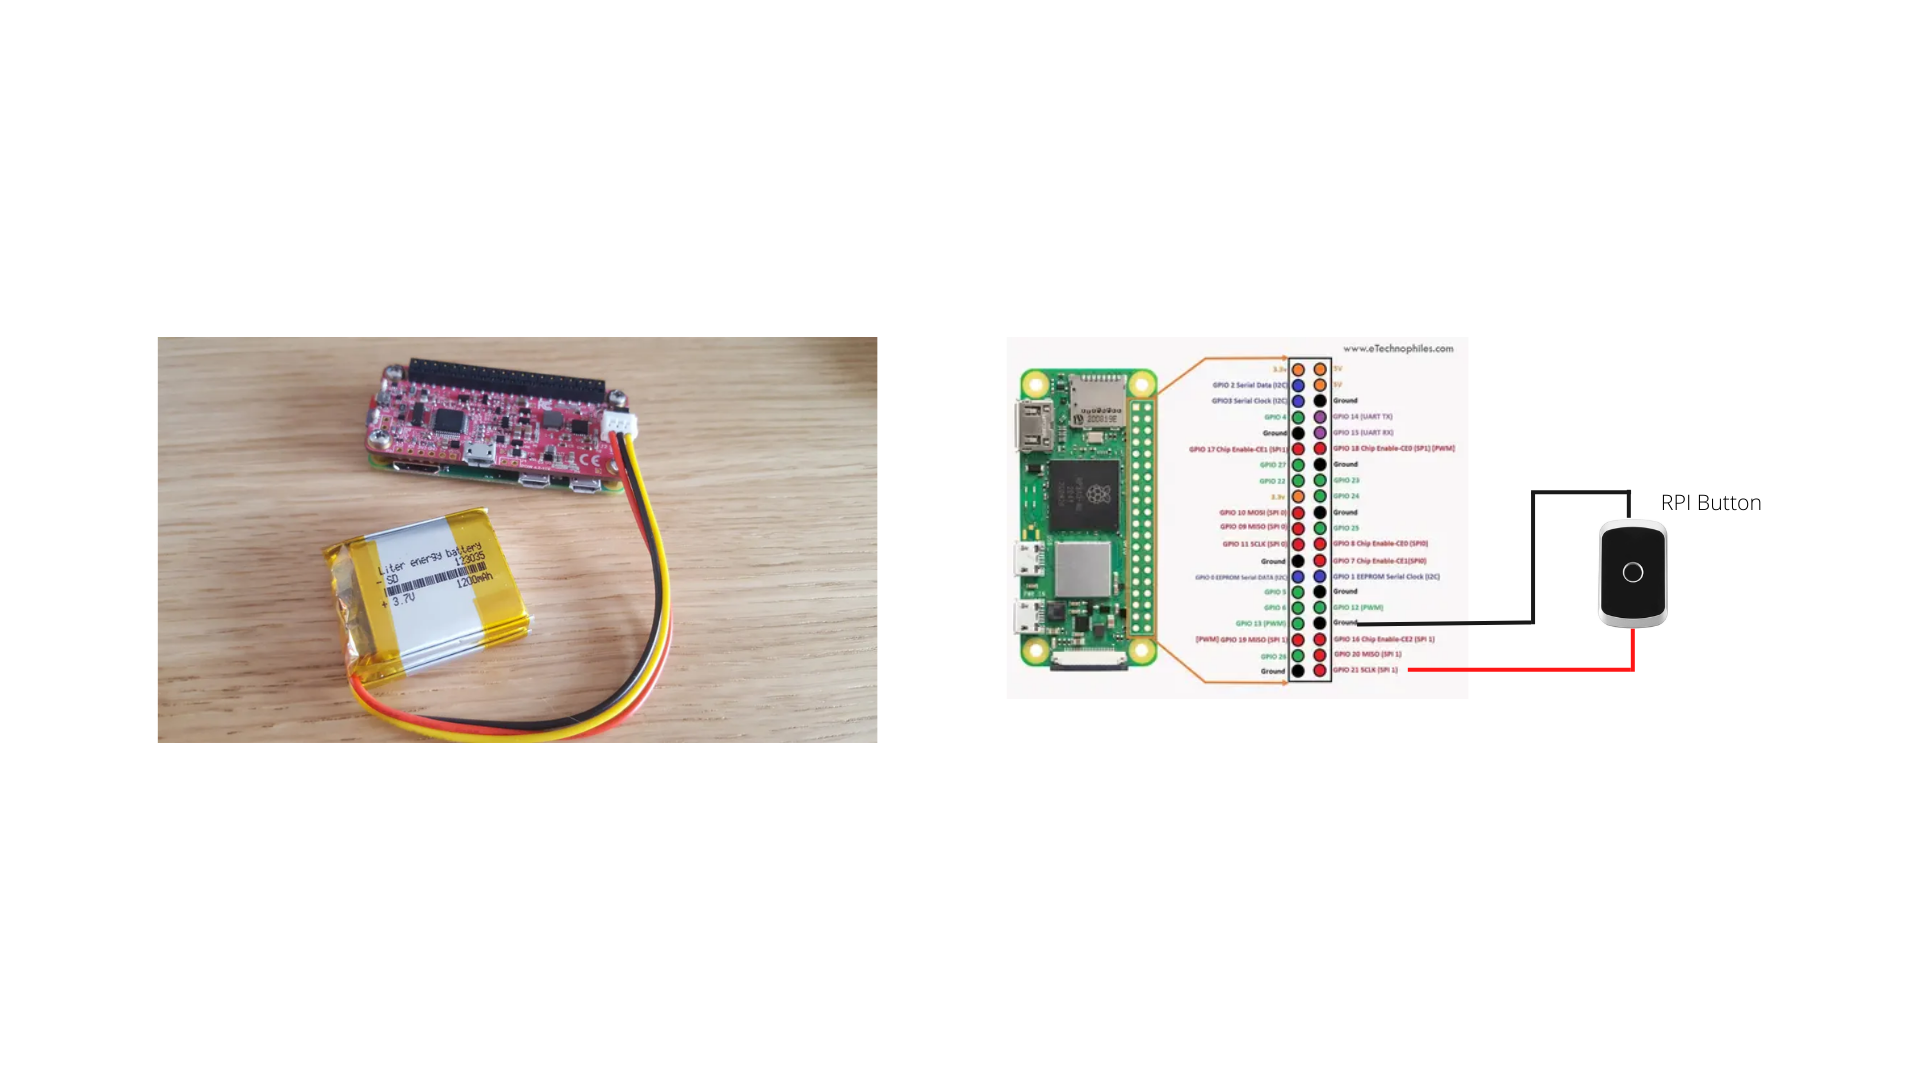 Liter energy battery
- SD 123035
1200mAh
+ 3.7V
www.eTechnophiles.com
3.3v 5V
GPIO 2 Serial Data (I2C) 5V
GPIO3 Serial Clock (I2C) Ground
GPIO 4 GPIO 14 (UART TX)
Ground GPIO 15 (UART RX)
GPIO 17 Chip Enable-CE1 (SPI1) GPIO 18 Chip Enable-CE0 (SP1) [PWM]
GPIO 27 Ground
GPIO 22 GPIO 23
3.3v GPIO 24
GPIO 10 MOSI (SPI 0) Ground
GPIO 09 MISO (SPI 0) GPIO 25
GPIO 11 SCLK (SPI 0) GPIO 8 Chip Enable-CE0 (SPI0)
Ground GPIO 7 Chip Enable-CE1(SPI0)
GPIO 0 EEPROM Serial DATA (I2C) GPIO 1 EEPROM Serial Clock (I2C)
GPIO 5 Ground
GPIO 6 GPIO 12 (PWM)
GPIO 13 (PWM) Ground
[PWM] GPIO 19 MISO (SPI 1) GPIO 16 Chip Enable-CE2 (SPI 1)
GPIO 26 GPIO 20 MISO (SPI 1)
Ground GPIO 21 SCLK (SPI 1)
RPI Button